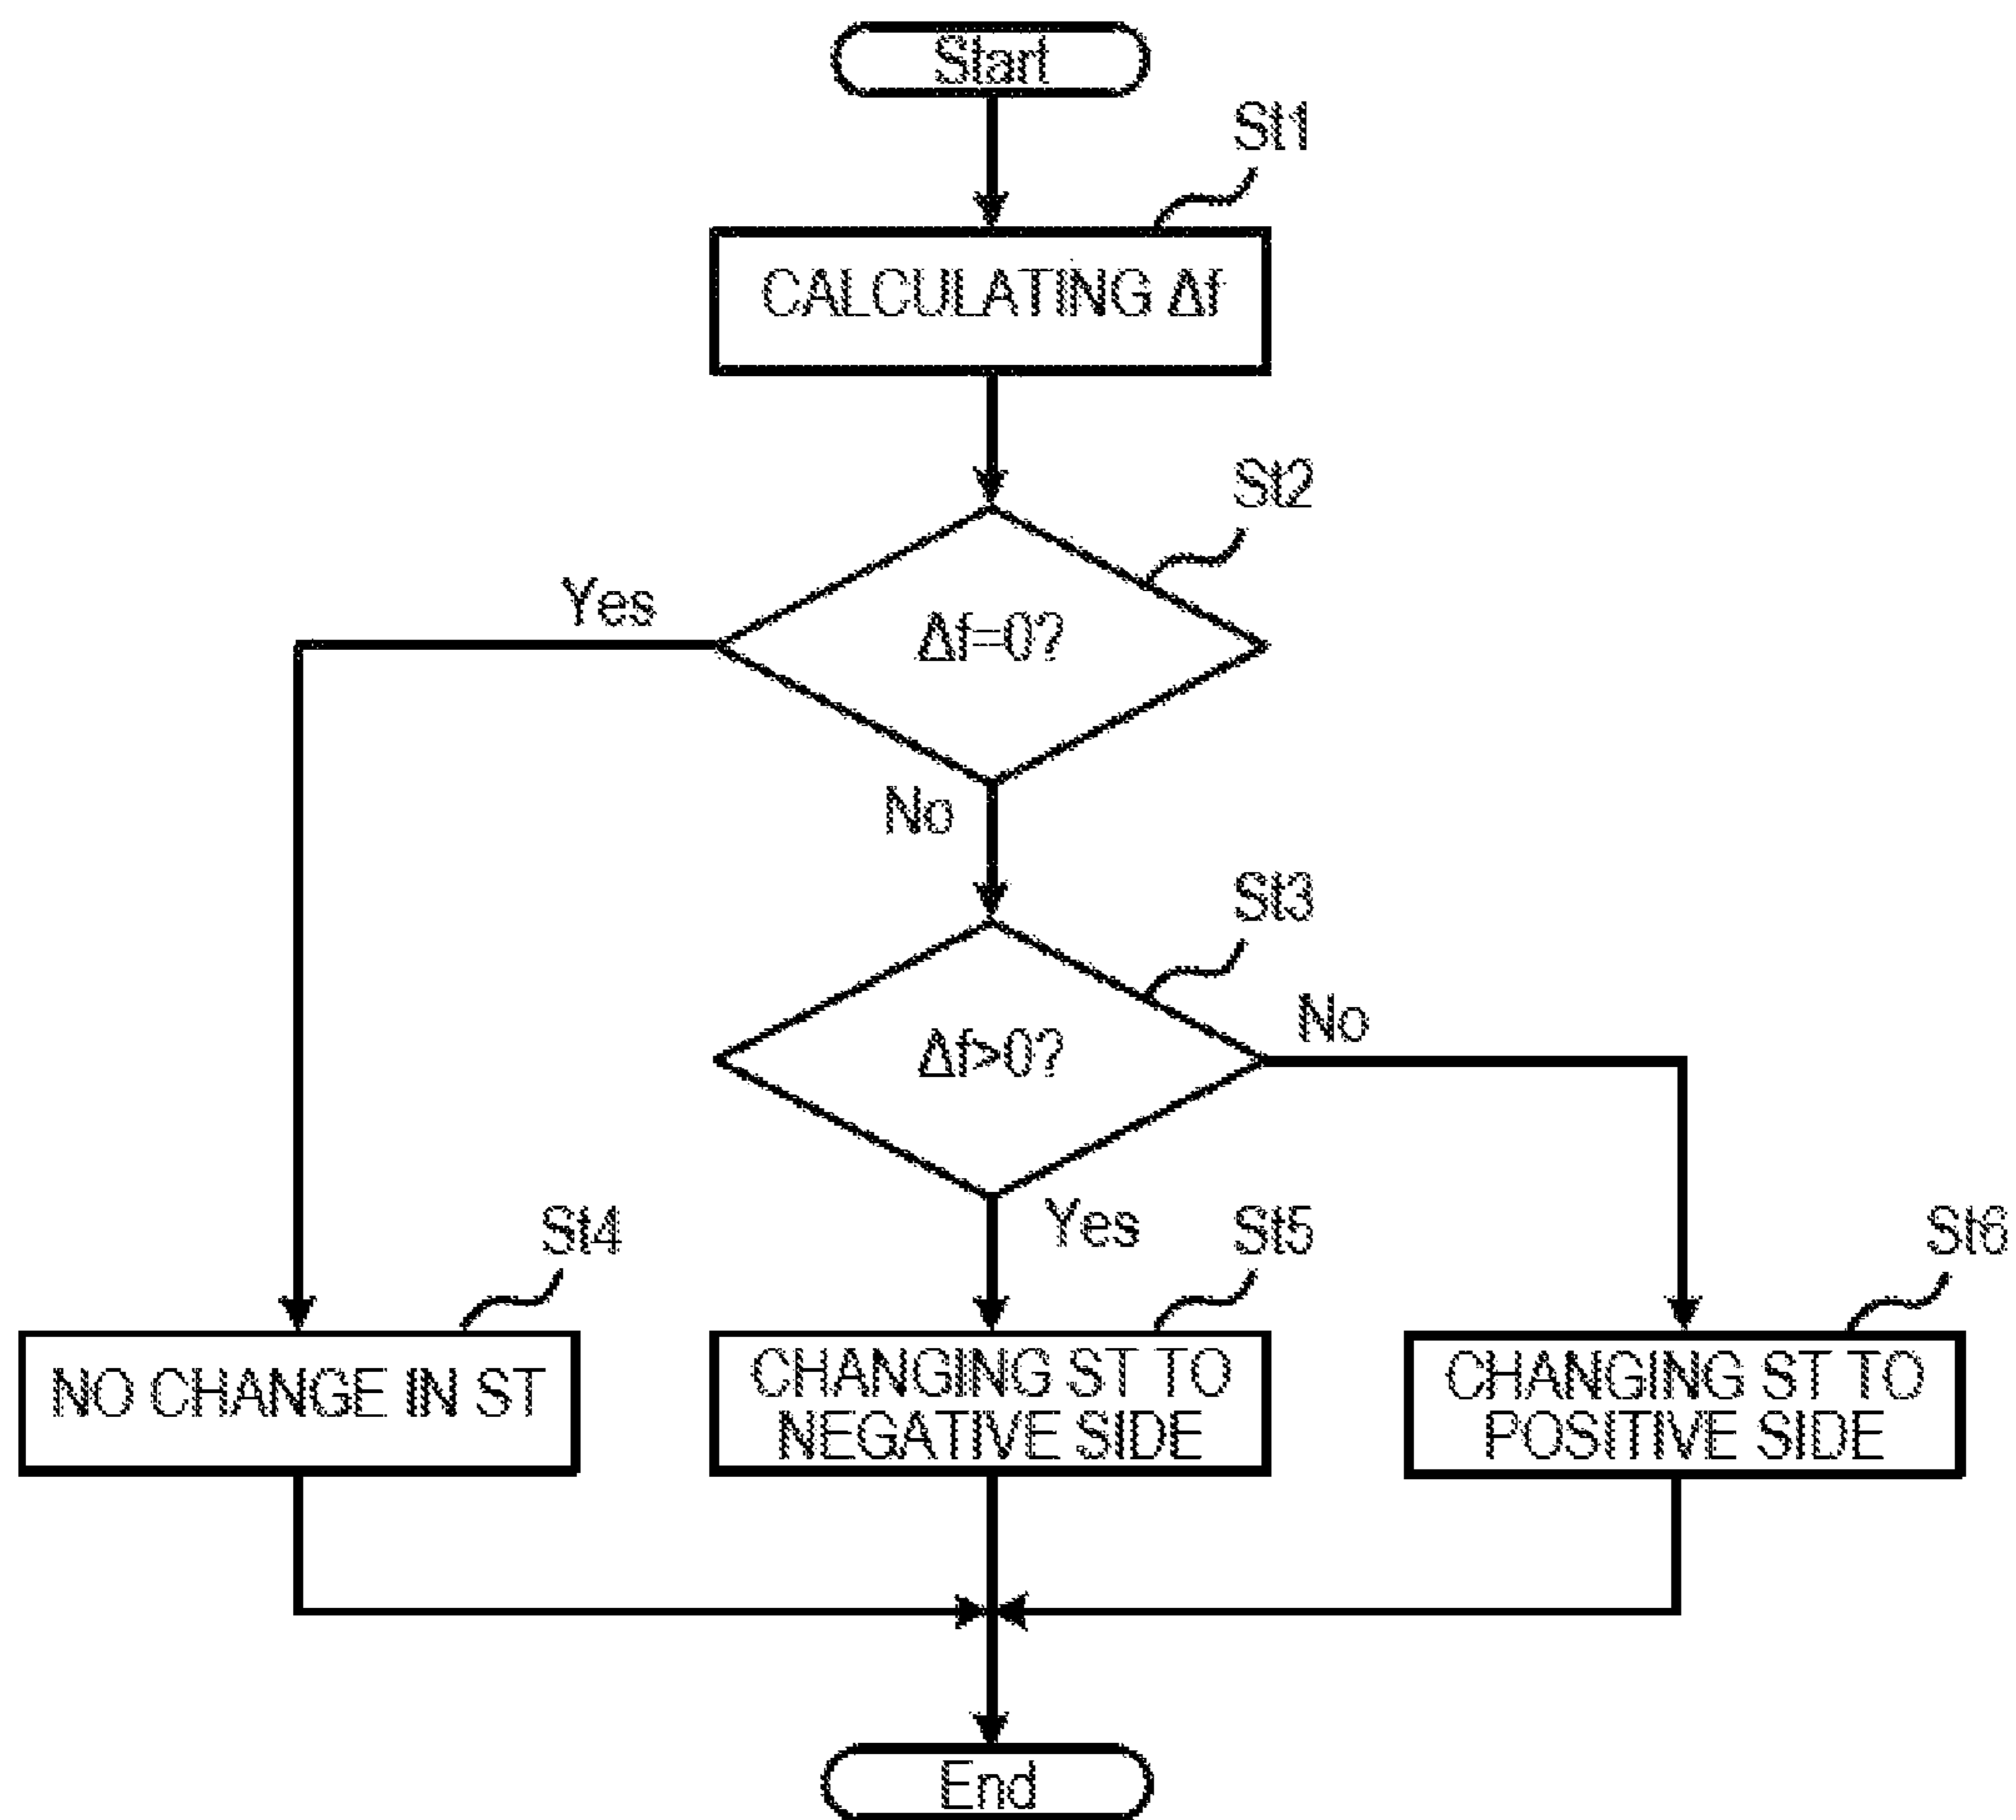 Start
St1
CALCULATING Δf
St2
Yes
Δf=0?
No
St3
No
Δf>0?
Yes
St4
St5
St6
NO CHANGE IN ST
CHANGING ST TO
NEGATIVE SIDE
CHANGING ST TO
POSITIVE SIDE
End